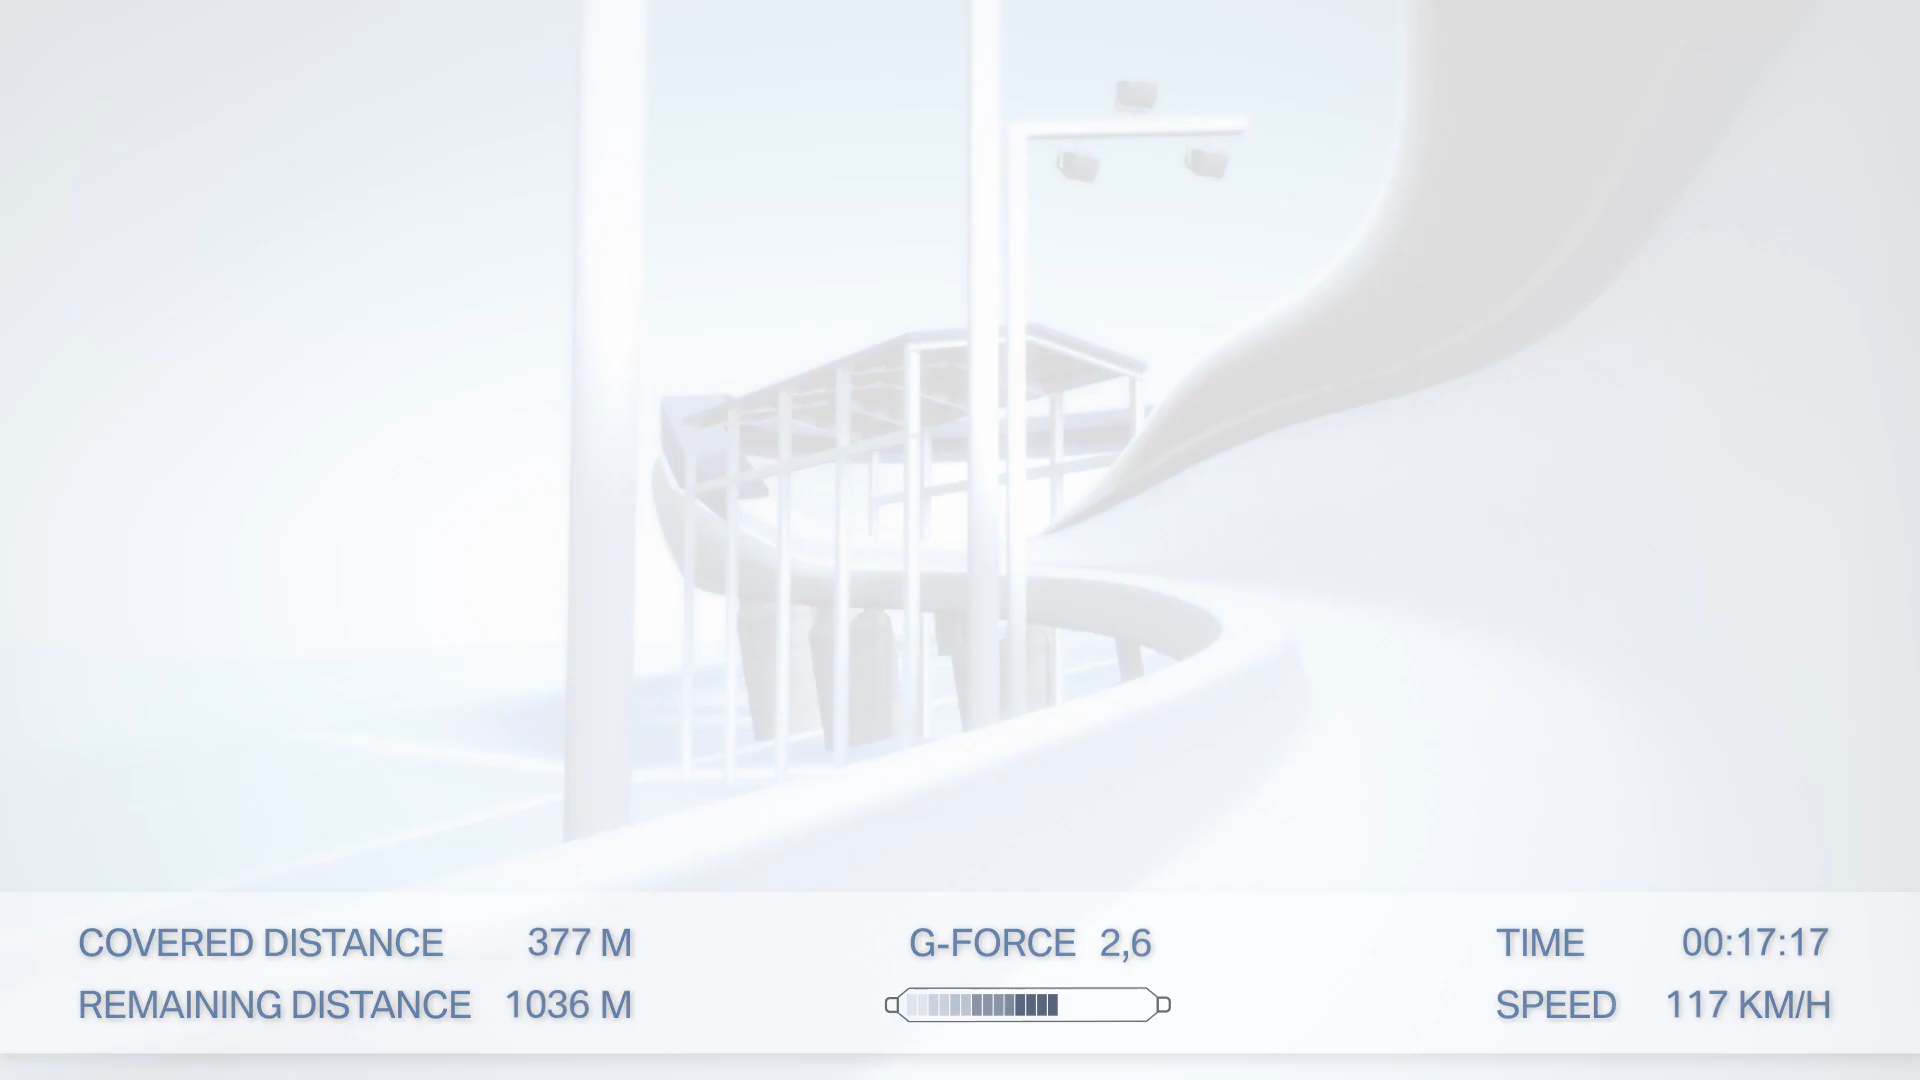 COVERED DISTANCE 377 M
REMAINING DISTANCE 1036 M
G-FORCE 2,6
TIME 00:17:17
SPEED 117 KM/H